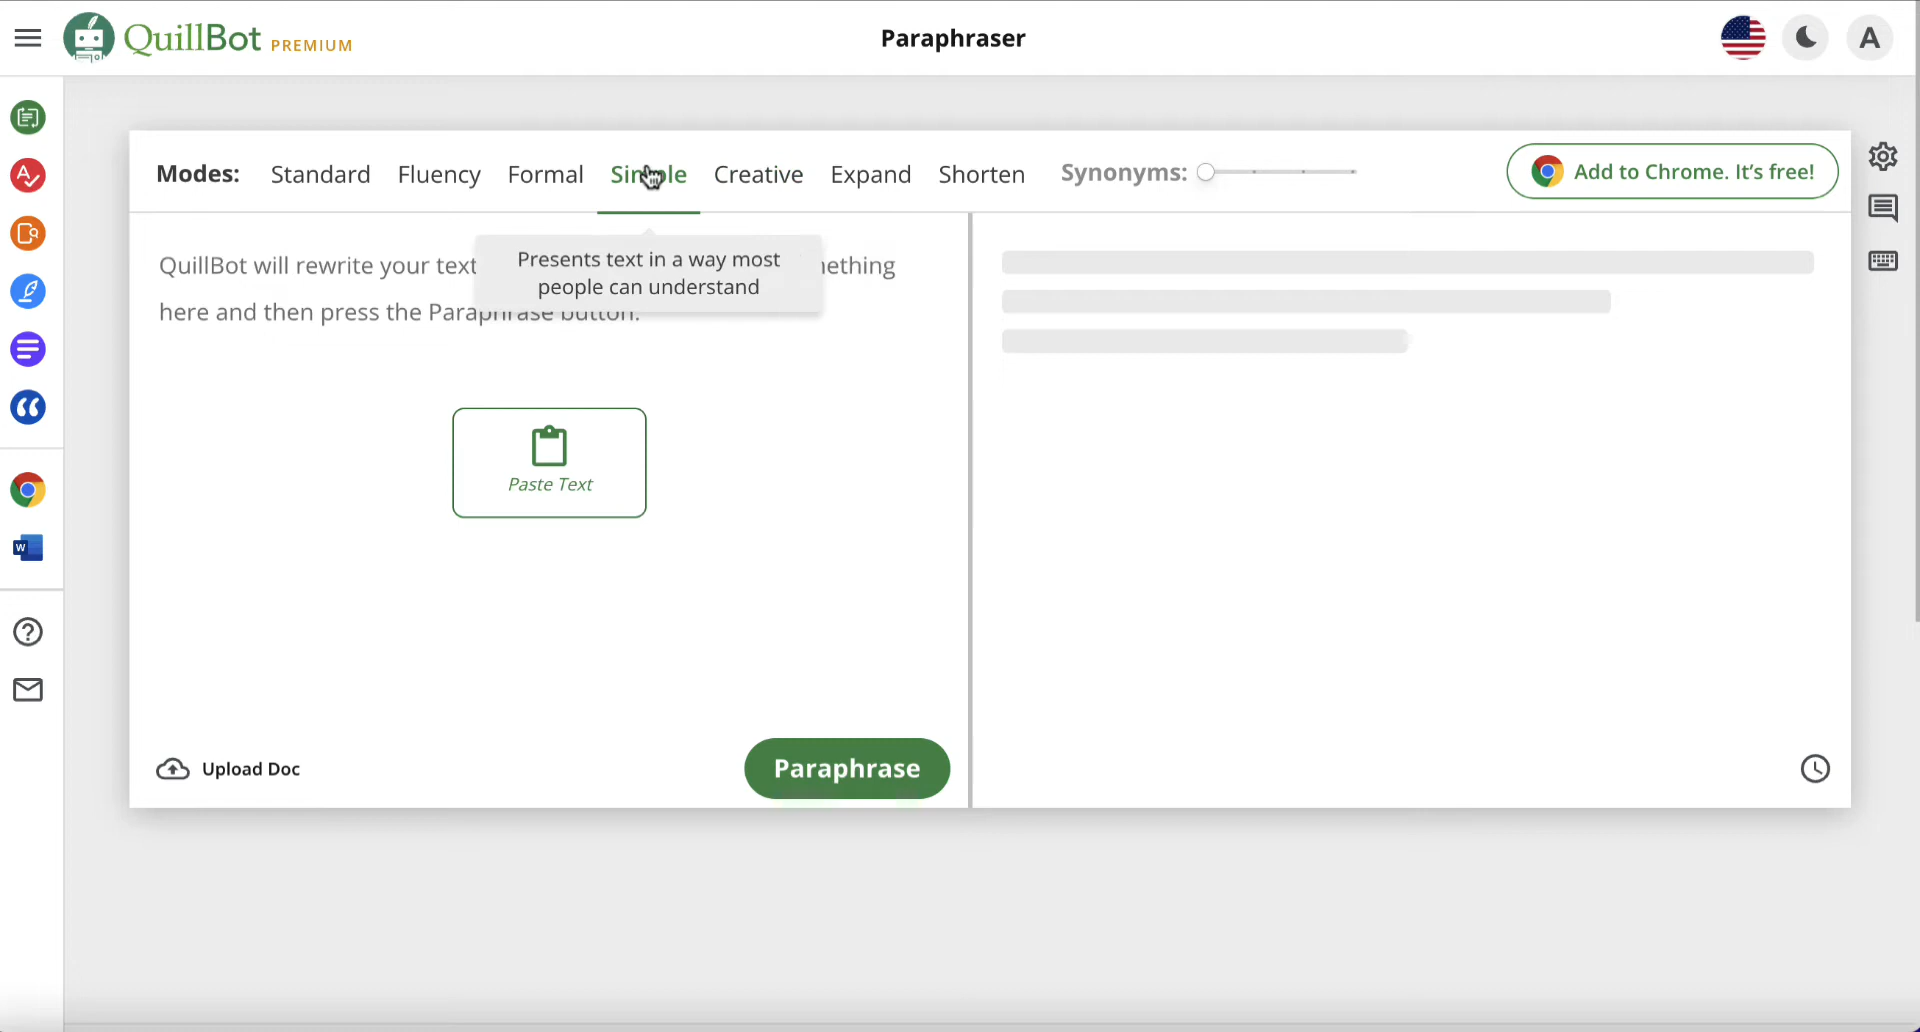 QuillBot PREMIUM
Paraphraser
A
Modes: Standard Fluency Formal Simple Creative Expand Shorten Synonyms:
Add to Chrome. It's free!
QuillBot will rewrite your text
here and then press the Paraphrase button.
Presents text in a way most
people can understand
Paste Text
W
Upload Doc
Paraphrase